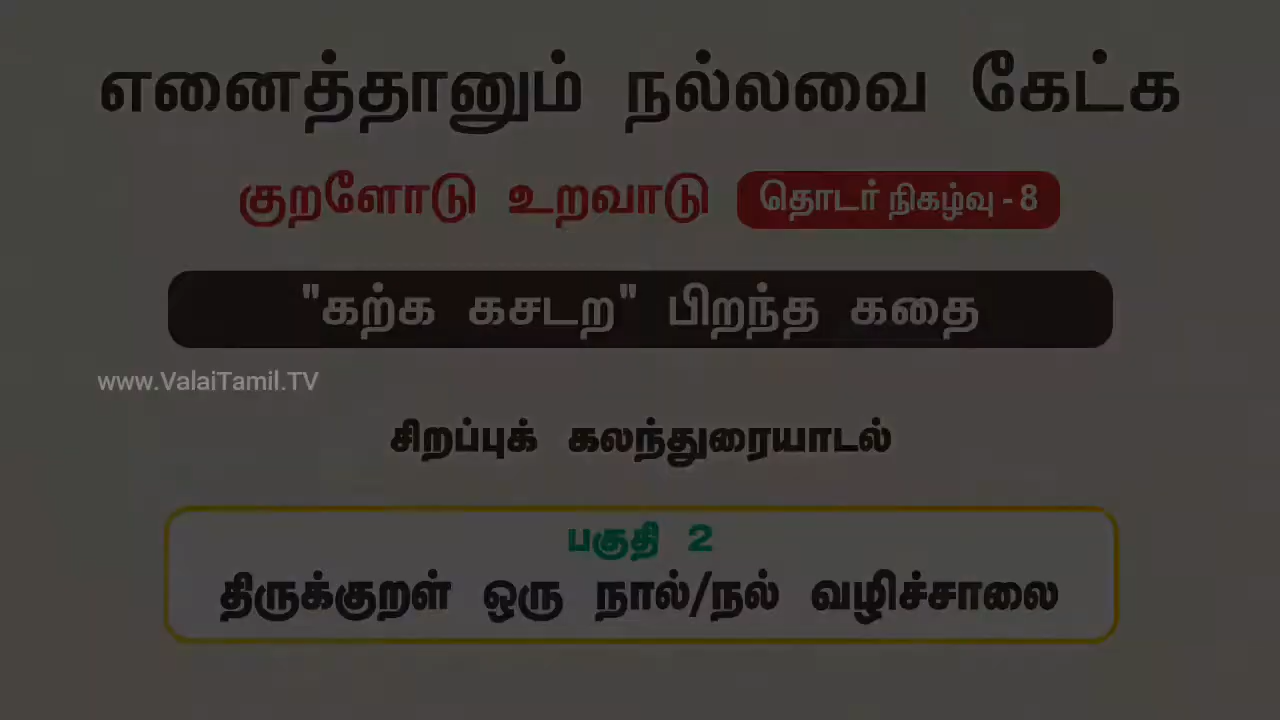 எனைத்தானும் நல்லவை கேட்க
குறளோடு உறவாடு தொடர் நிகழ்வு - 8
"கற்க கசடற" பிறந்த கதை
www.ValaiTamil.TV
சிறப்புக் கலந்துரையாடல்
பகுதி 2
திருக்குறள் ஒரு நால்/நல் வழிச்சாலை